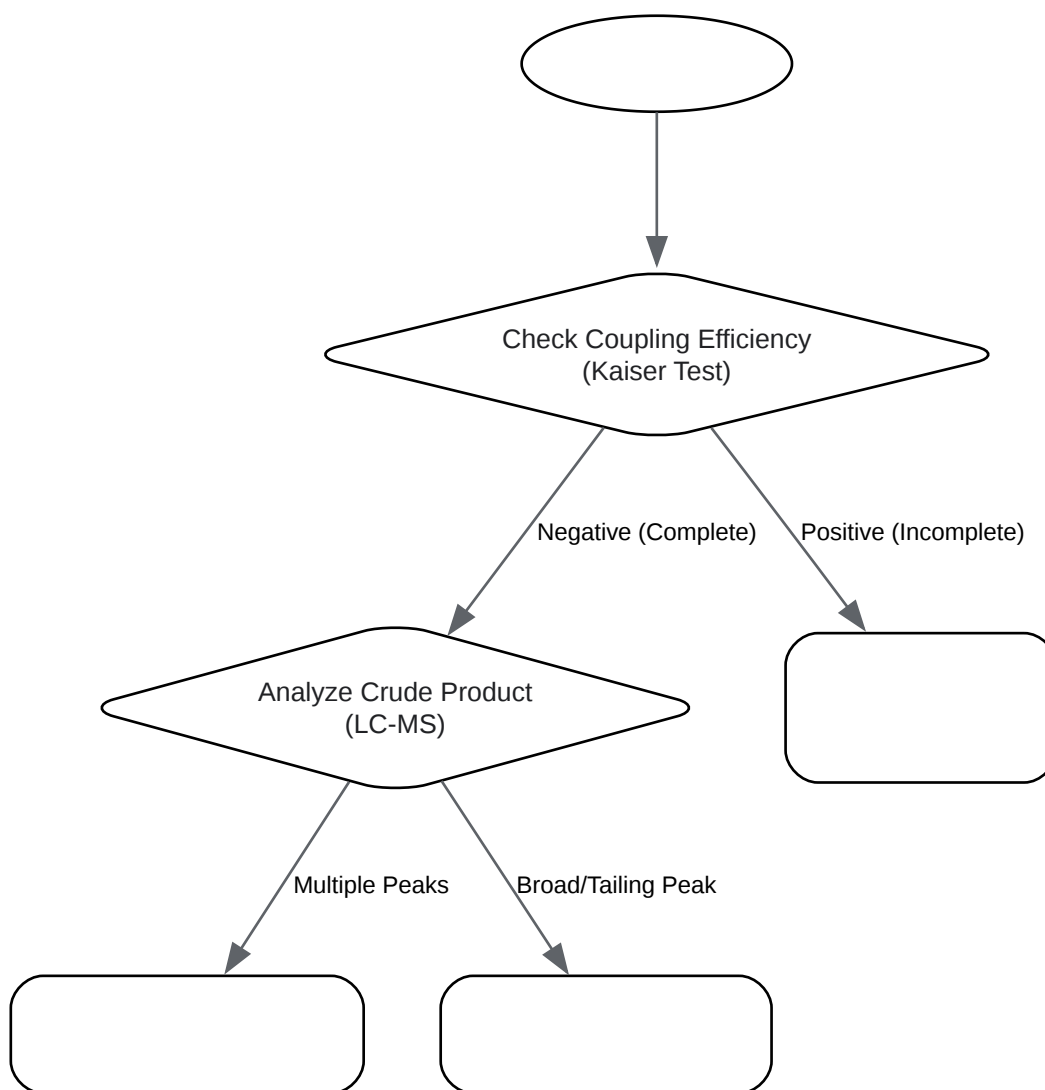 Check Coupling Efficiency
(Kaiser Test)
Negative (Complete)
Positive (Incomplete)
Analyze Crude Product
(LC-MS)
Multiple Peaks
Broad/Tailing Peak